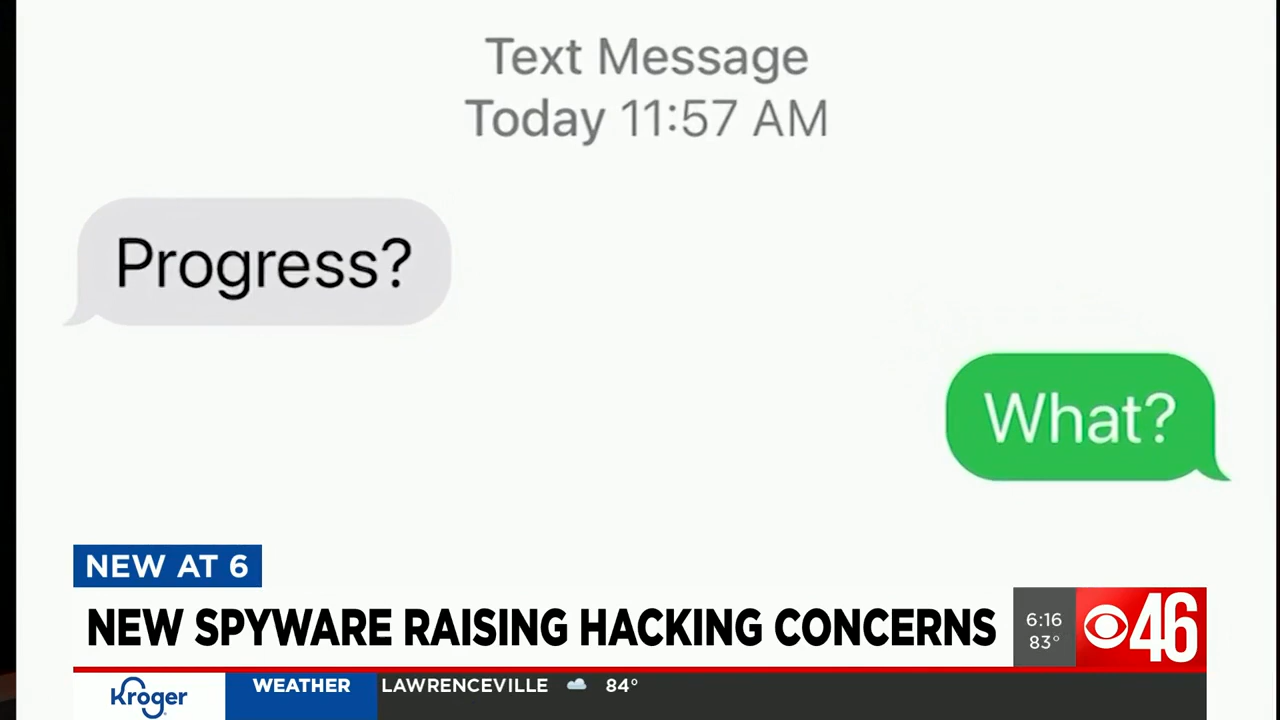 Text Message
Today 11:57 AM
Progress?
What?
NEW AT 6
NEW SPYWARE RAISING HACKING CONCERNS
6:16
83°
46
Kroger
WEATHER
LAWRENCEVILLE 84°